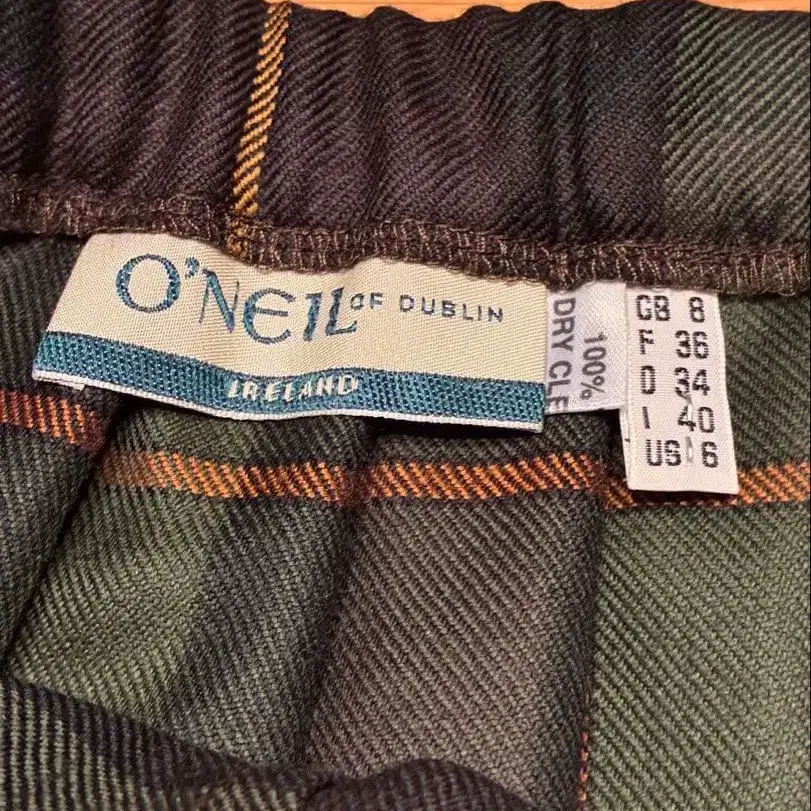 O'NEIL OF DUBLIN
IRELAND
100%
DRY CLE
GB 8
F 36
D 34
I 40
US 6